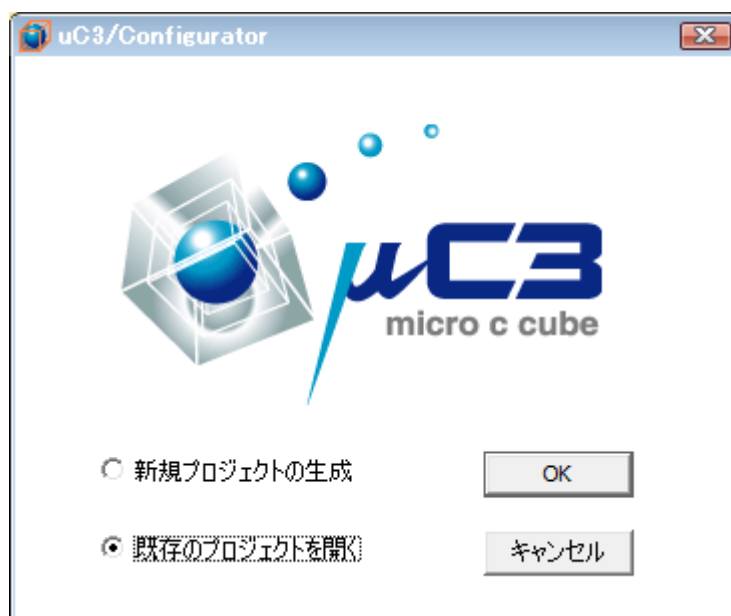 uC3/Configurator
μC3
micro c cube
新規プロジェクトの生成
OK
既存のプロジェクトを開く
キャンセル